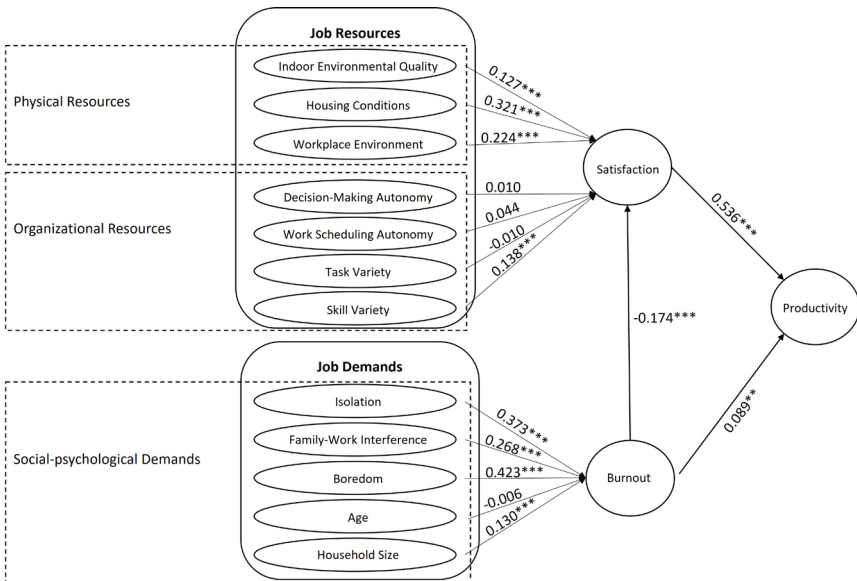 Job Resources
Physical Resources
Indoor Environmental Quality
Housing Conditions
Workplace Environment
0.127***
0.321***
0.224***
Satisfaction
Organizational Resources
Decision-Making Autonomy
Work Scheduling Autonomy
Task Variety
Skill Variety
0.010
0.044
-0.010
0.138***
0.536***
Productivity
-0.174***
0.089**
Job Demands
Social-psychological Demands
Isolation
Family-Work Interference
Boredom
Age
Household Size
0.373***
0.268***
0.423***
-0.006
0.130***
Burnout